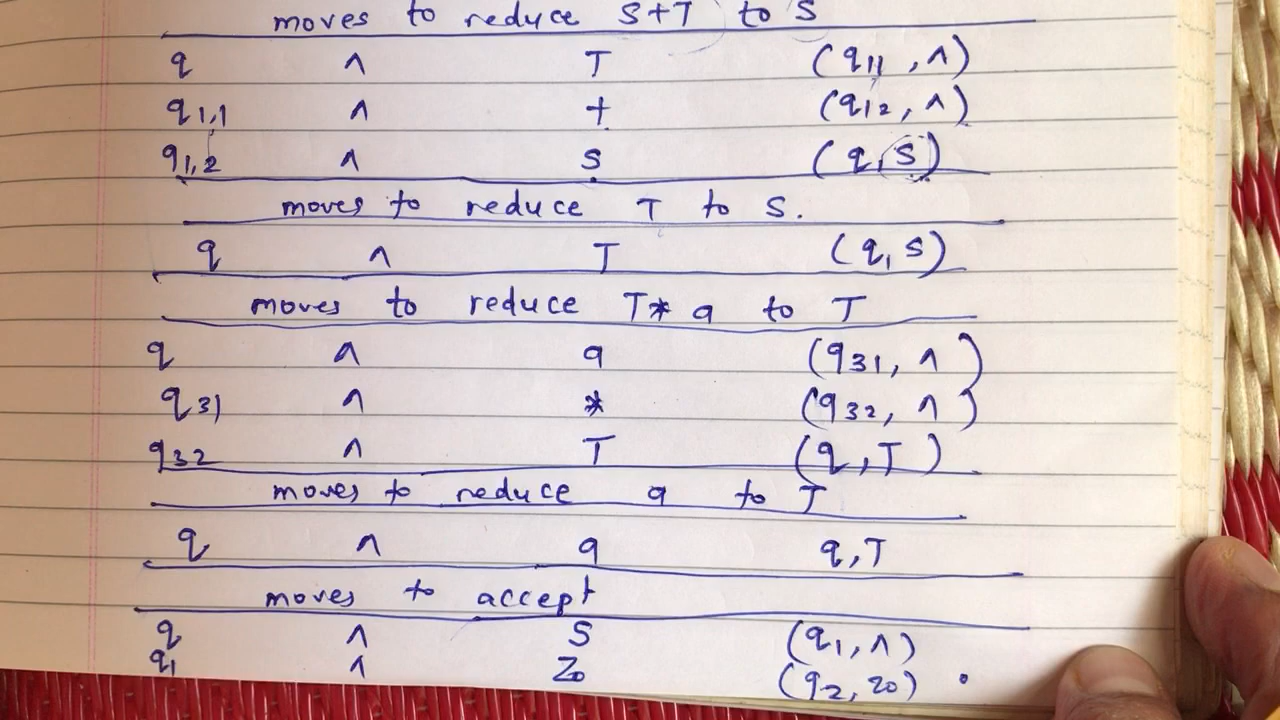 moves to reduce S+T to S
q ∧ T (q11, ∧)
q1,1 ∧ + (q12, ∧)
q1,2 ∧ S (q, S)
moves to reduce T to S.
q ∧ T (q, S)
moves to reduce T* a to T
q ∧ a (q31, ∧)
q31 ∧ * (q32, ∧)
q32 ∧ T (q, T)
moves to reduce a to T
q ∧ a q, T
moves to accept
q ∧ S (q1, ∧)
q1 ∧ Z0 (q2, z0) .